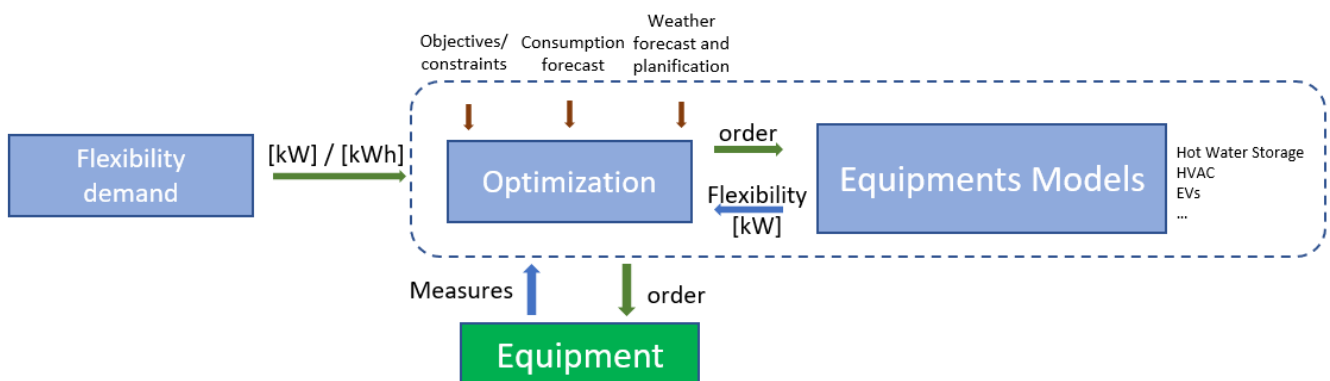 Objectives/
constraints
Consumption
forecast
Weather
forecast and
planification
Flexibility
demand
[kW] / [kWh]
Optimization
order
Flexibility
[kW]
Equipments Models
Hot Water Storage
HVAC
EVs
...
Measures
order
Equipment